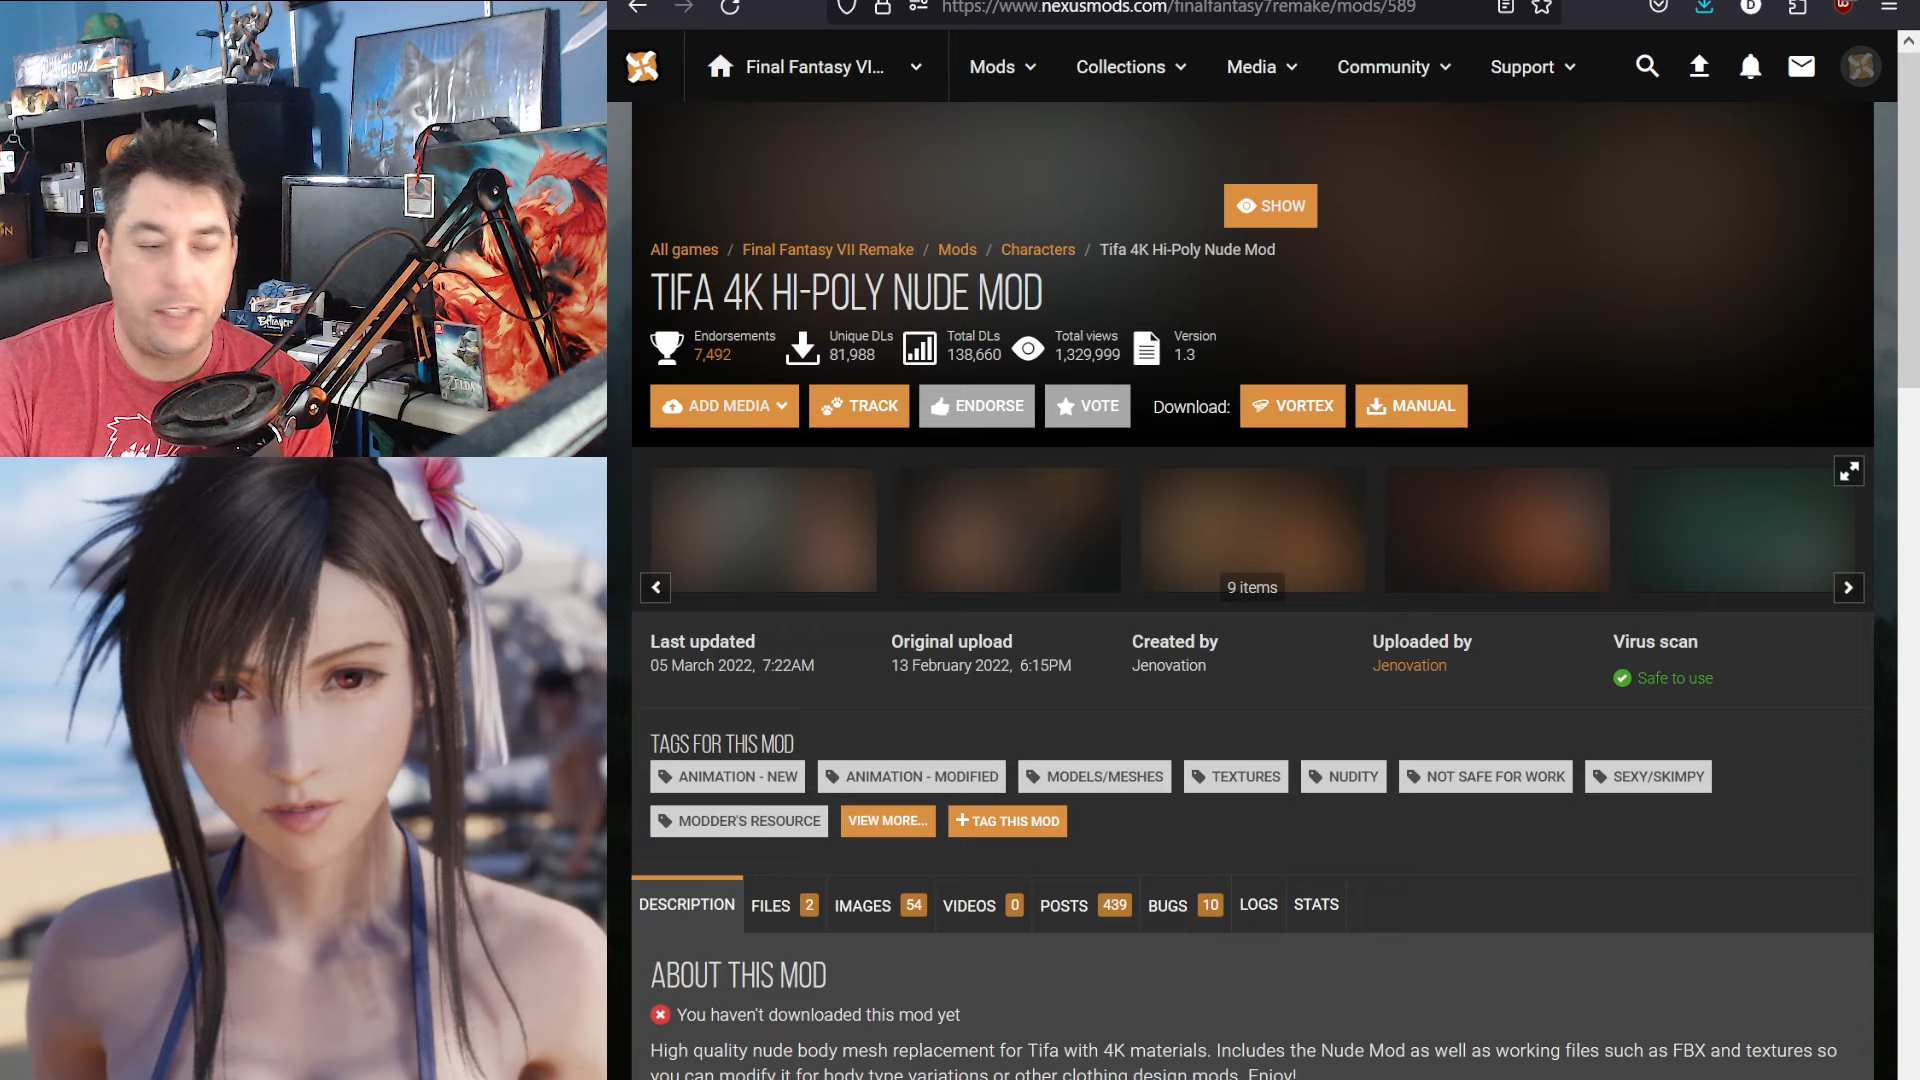 https://www.nexusmods.com/finalfantasy7remake/mods/589
Final Fantasy VI...
Mods
Collections
Media
Community
Support
SHOW
All games / Final Fantasy VII Remake / Mods / Characters / Tifa 4K Hi-Poly Nude Mod
TIFA 4K HI-POLY NUDE MOD
Endorsements
7,492
Unique DLs
81,988
Total DLs
138,660
Total views
1,329,999
Version
1.3
ADD MEDIA
TRACK
ENDORSE
VOTE
Download:
VORTEX
MANUAL
9 items
Last updated
05 March 2022, 7:22AM
Original upload
13 February 2022, 6:15PM
Created by
Jenovation
Uploaded by
Jenovation
Virus scan
Safe to use
TAGS FOR THIS MOD
ANIMATION - NEW
ANIMATION - MODIFIED
MODELS/MESHES
TEXTURES
NUDITY
NOT SAFE FOR WORK
SEXY/SKIMPY
MODDER'S RESOURCE
VIEW MORE...
TAG THIS MOD
DESCRIPTION
FILES 2
IMAGES 54
VIDEOS 0
POSTS 439
BUGS 10
LOGS
STATS
ABOUT THIS MOD
You haven't downloaded this mod yet
High quality nude body mesh replacement for Tifa with 4K materials. Includes the Nude Mod as well as working files such as FBX and textures so
you can modify it for body type variations or other clothing design mods. Enjoy!
GLORY
Betrayers
ZELDA